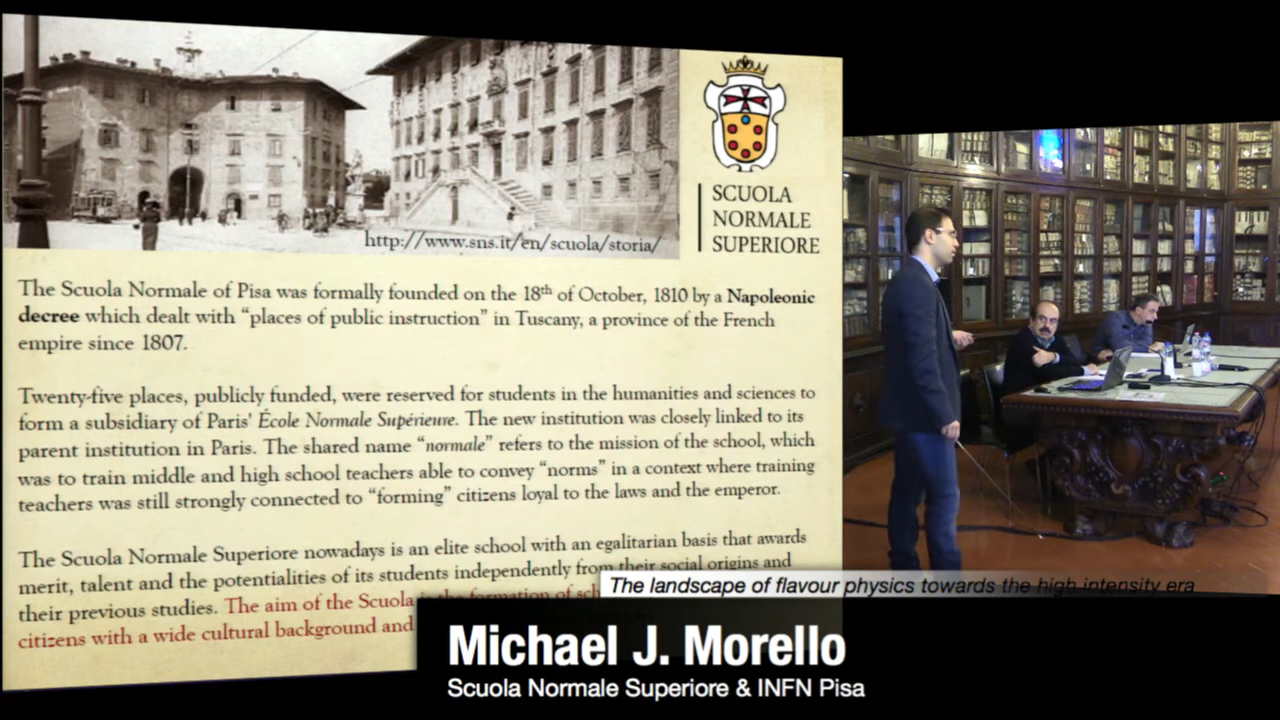 http://www.sns.it/en/scuola/storia/
SCUOLA
NORMALE
SUPERIORE
The Scuola Normale of Pisa was formally founded on the 18th of October, 1810 by a Napoleonic
decree which dealt with “places of public instruction” in Tuscany, a province of the French
empire since 1807.
Twenty-five places, publicly funded, were reserved for students in the humanities and sciences to
form a subsidiary of Paris' École Normale Supérieure. The new institution was closely linked to its
parent institution in Paris. The shared name “normale” refers to the mission of the school, which
was to train middle and high school teachers able to convey “norms” in a context where training
teachers was still strongly connected to “forming” citizens loyal to the laws and the emperor.
The Scuola Normale Superiore nowadays is an elite school with an egalitarian basis that awards
merit, talent and the potentialities of its students independently from their social origins and
their previous studies. The aim of the Scuola is the formation of
citizens with a wide cultural background and
The landscape of flavour physics towards the high intensity era
Michael J. Morello
Scuola Normale Superiore & INFN Pisa